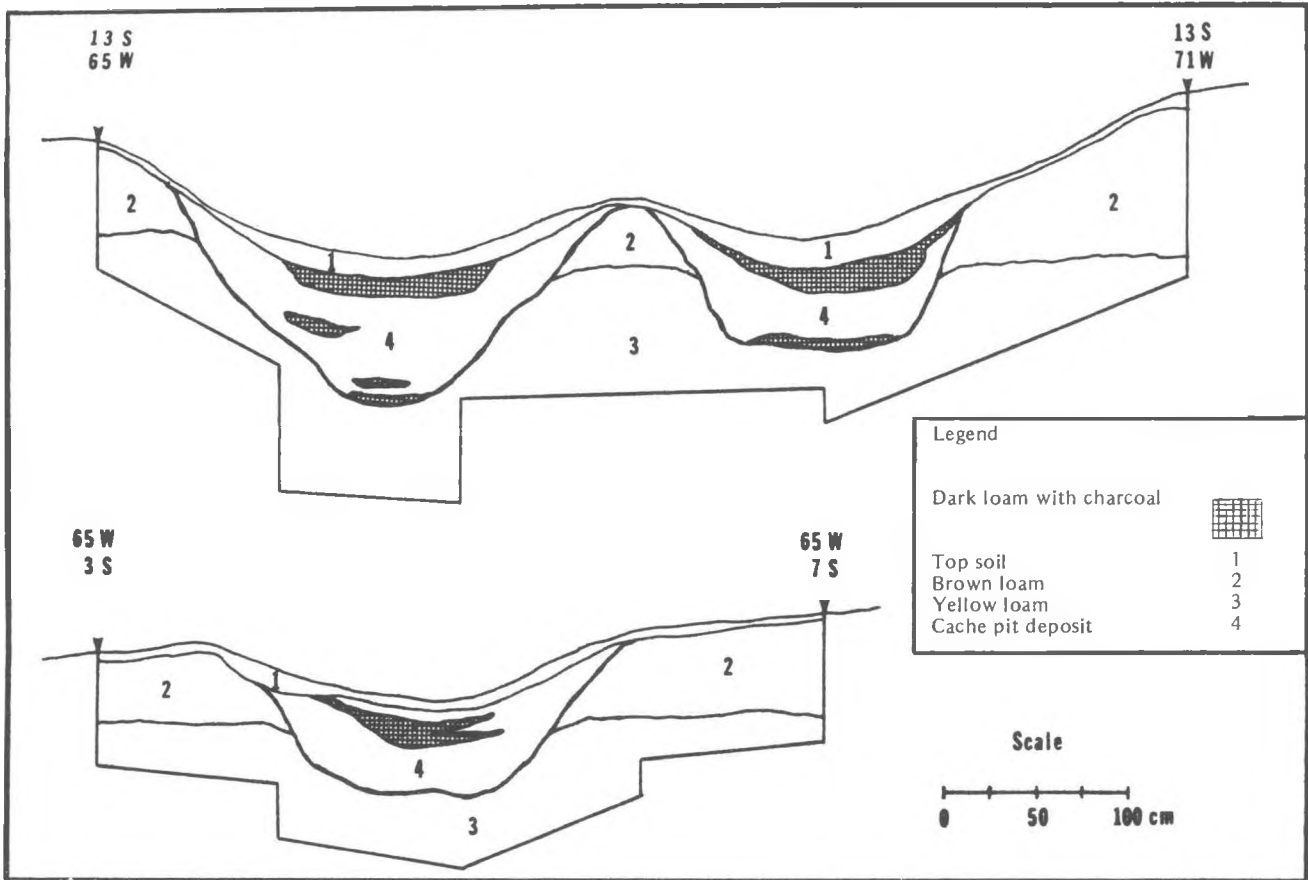 13 S
65 W
13 S
71 W
2
1
4
2
3
1
4
2
Legend
Dark loam with charcoal
Top soil 1
Brown loam 2
Yellow loam 3
Cache pit deposit 4
65 W
3 S
65 W
7 S
2
1
4
3
2
Scale
0 50 100 cm